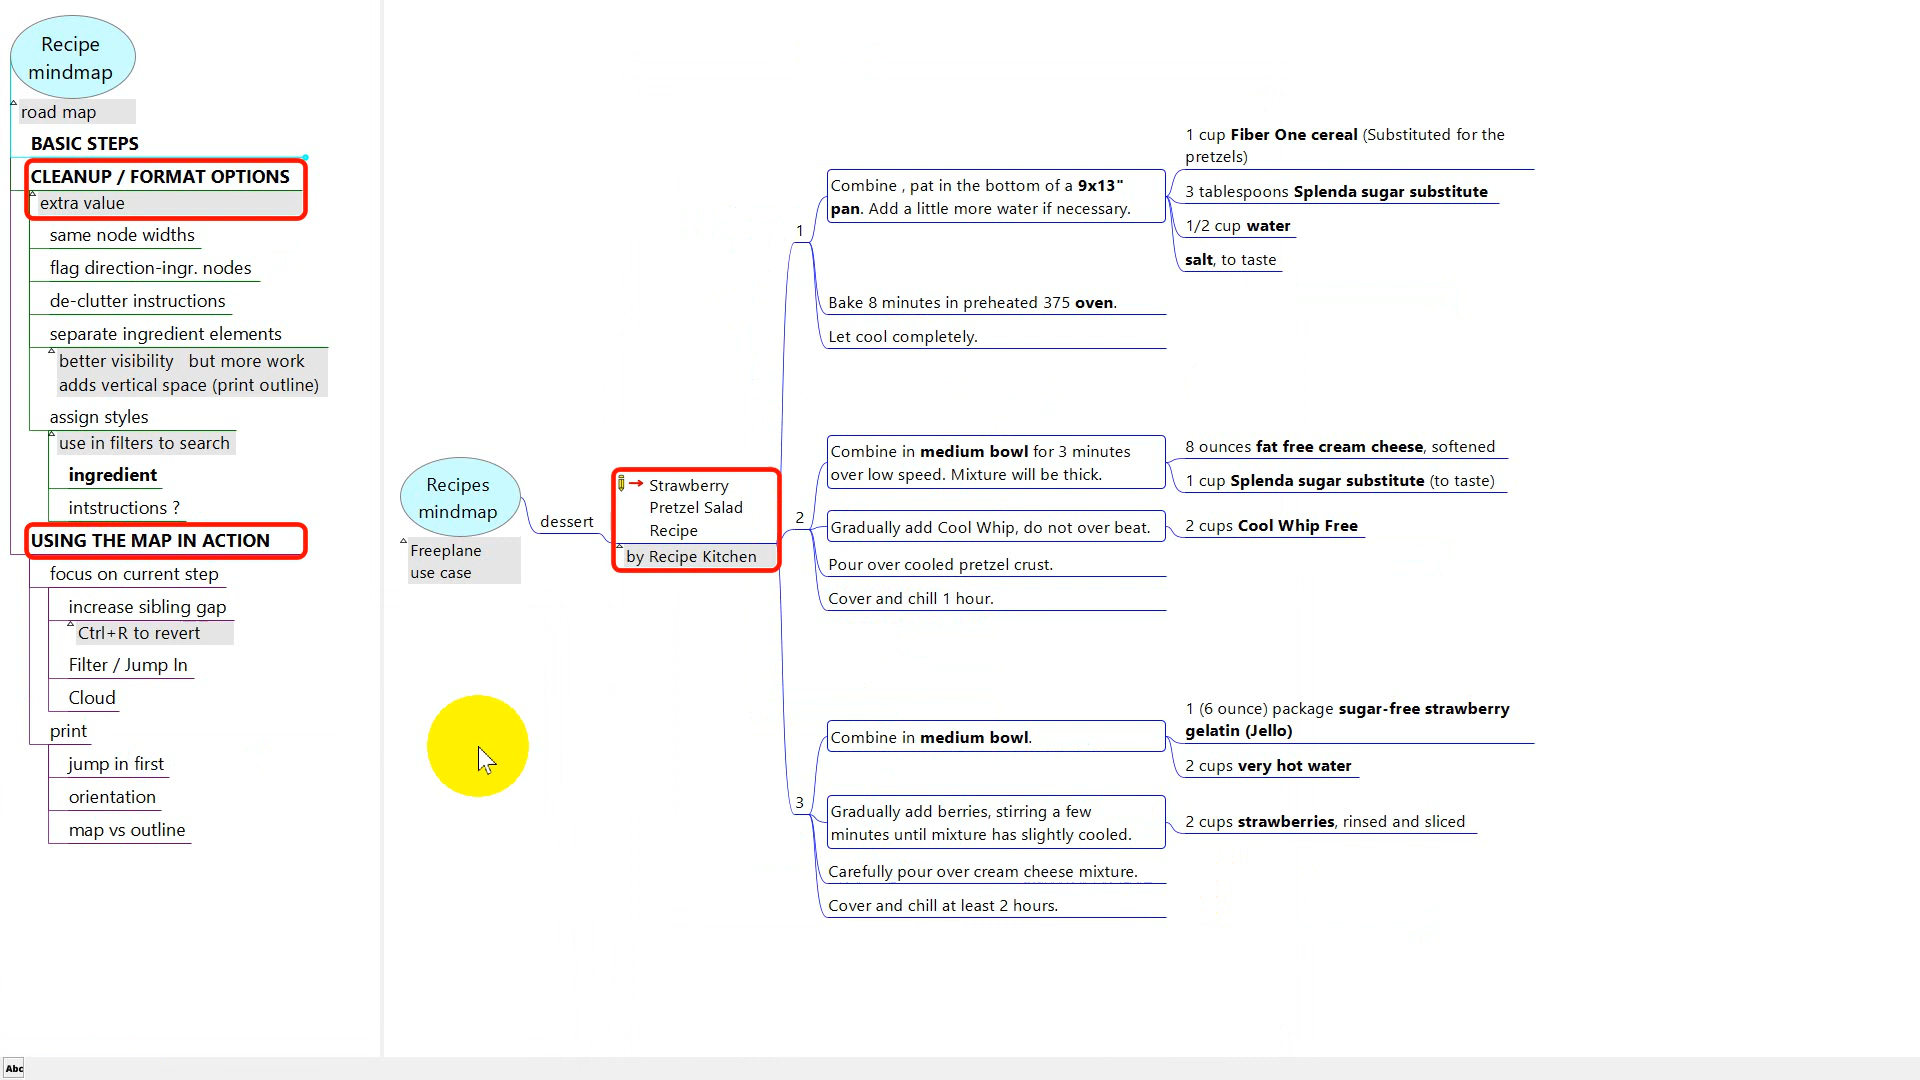 Recipe
mindmap
road map
BASIC STEPS
CLEANUP / FORMAT OPTIONS
extra value
same node widths
flag direction-ingr. nodes
de-clutter instructions
separate ingredient elements
better visibility   but more work
adds vertical space (print outline)
assign styles
use in filters to search
ingredient
intstructions ?
USING THE MAP IN ACTION
focus on current step
increase sibling gap
Ctrl+R to revert
Filter / Jump In
Cloud
print
jump in first
orientation
map vs outline
Recipes
mindmap
Freeplane
use case
dessert
Strawberry
Pretzel Salad
Recipe
by Recipe Kitchen
1
Combine , pat in the bottom of a 9x13"
pan. Add a little more water if necessary.
1 cup Fiber One cereal (Substituted for the
pretzels)
3 tablespoons Splenda sugar substitute
1/2 cup water
salt, to taste
Bake 8 minutes in preheated 375 oven.
Let cool completely.
2
Combine in medium bowl for 3 minutes
over low speed. Mixture will be thick.
8 ounces fat free cream cheese, softened
1 cup Splenda sugar substitute (to taste)
Gradually add Cool Whip, do not over beat.
2 cups Cool Whip Free
Pour over cooled pretzel crust.
Cover and chill 1 hour.
3
Combine in medium bowl.
1 (6 ounce) package sugar-free strawberry
gelatin (Jello)
2 cups very hot water
Gradually add berries, stirring a few
minutes until mixture has slightly cooled.
2 cups strawberries, rinsed and sliced
Carefully pour over cream cheese mixture.
Cover and chill at least 2 hours.
Abc